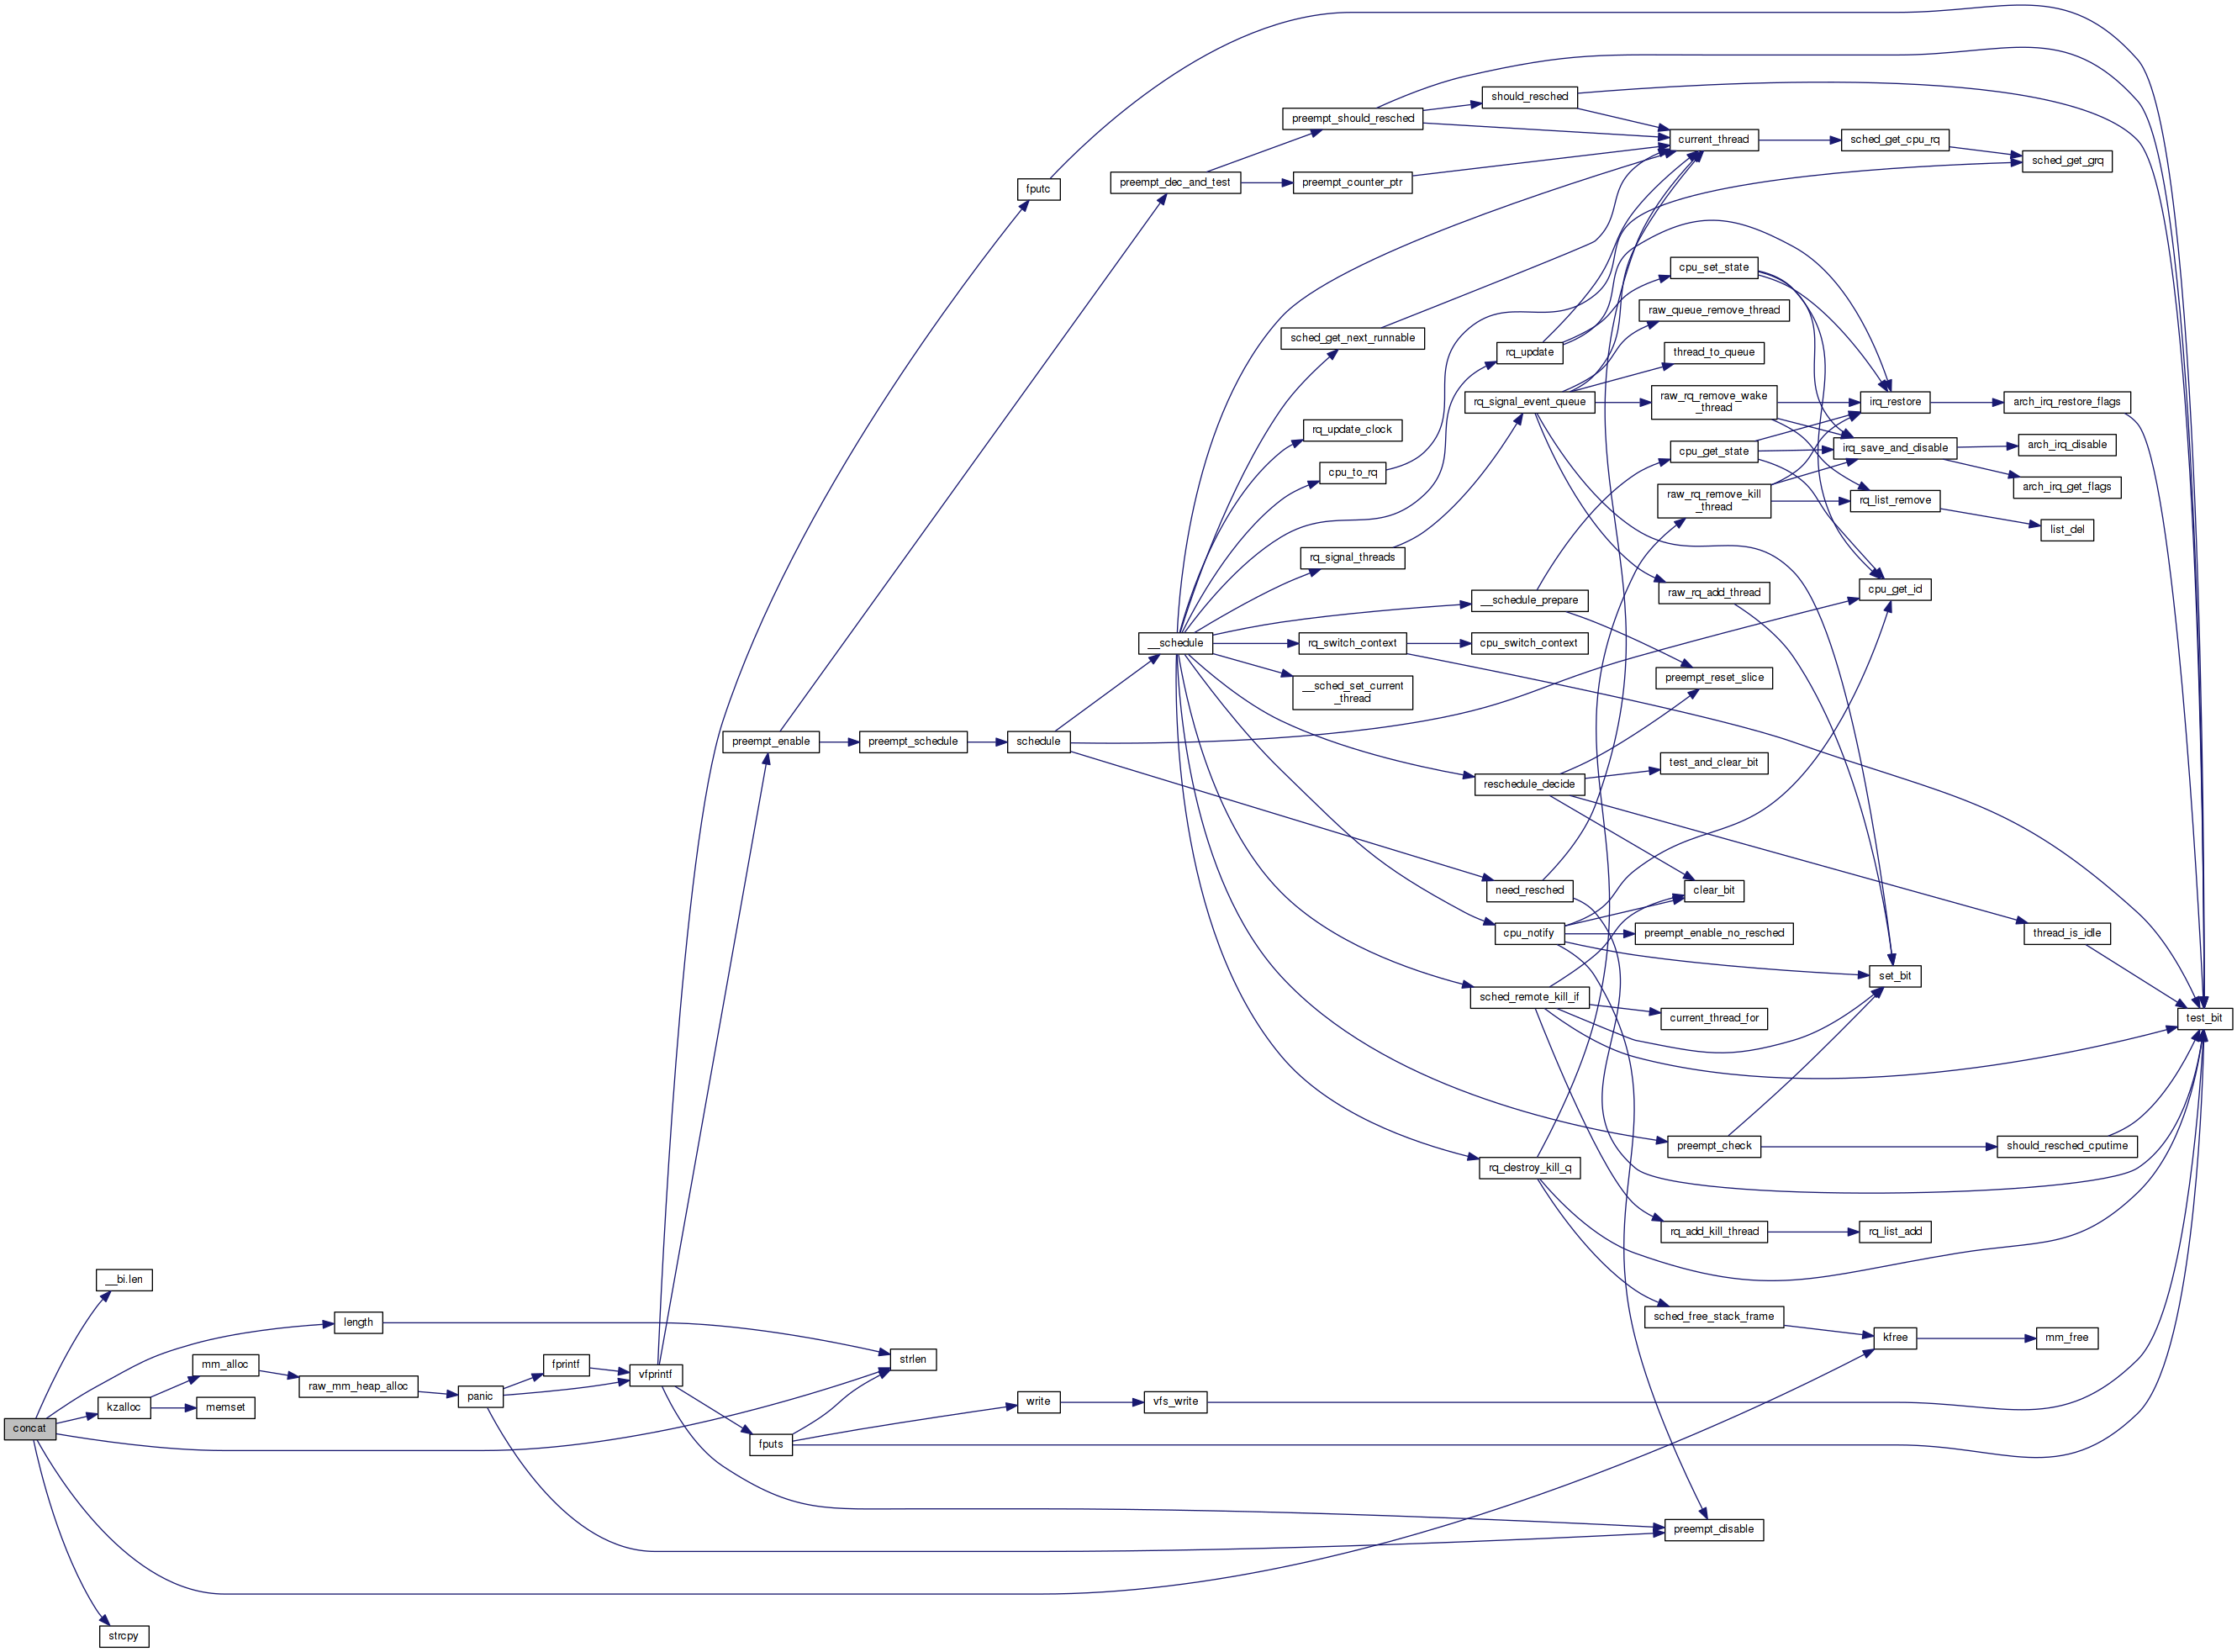 fputc
should_resched
preempt_should_resched
current_thread
sched_get_cpu_rq
sched_get_grq
preempt_dec_and_test
preempt_counter_ptr
cpu_set_state
raw_queue_remove_thread
sched_get_next_runnable
rq_update
thread_to_queue
rq_signal_event_queue
raw_rq_remove_wake
_thread
irq_restore
arch_irq_restore_flags
rq_update_clock
cpu_get_state
irq_save_and_disable
arch_irq_disable
cpu_to_rq
raw_rq_remove_kill
_thread
rq_list_remove
arch_irq_get_flags
list_del
rq_signal_threads
cpu_get_id
__schedule_prepare
raw_rq_add_thread
__schedule
rq_switch_context
cpu_switch_context
__sched_set_current
_thread
preempt_reset_slice
preempt_enable
preempt_schedule
schedule
test_and_clear_bit
reschedule_decide
need_resched
clear_bit
cpu_notify
preempt_enable_no_resched
thread_is_idle
set_bit
sched_remote_kill_if
current_thread_for
test_bit
preempt_check
should_resched_cputime
rq_destroy_kill_q
rq_add_kill_thread
rq_list_add
__bi.len
length
sched_free_stack_frame
kfree
mm_free
strlen
mm_alloc
fprintf
vfprintf
raw_mm_heap_alloc
panic
kzalloc
memset
write
vfs_write
concat
fputs
preempt_disable
strcpy